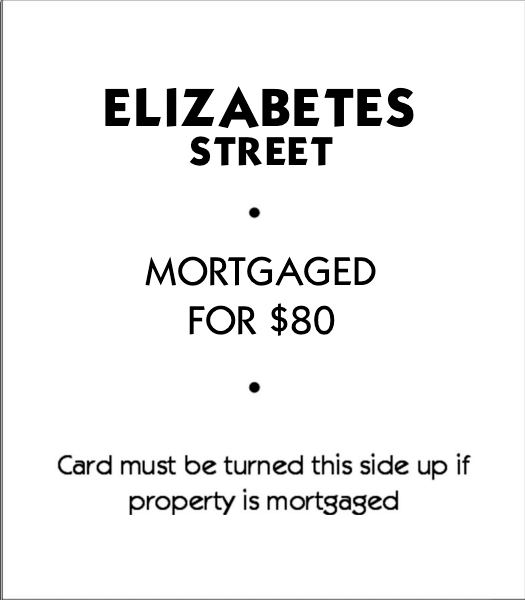 ELIZABETES
STREET
•
MORTGAGED
FOR $80
•
Card must be turned this side up if
property is mortgaged